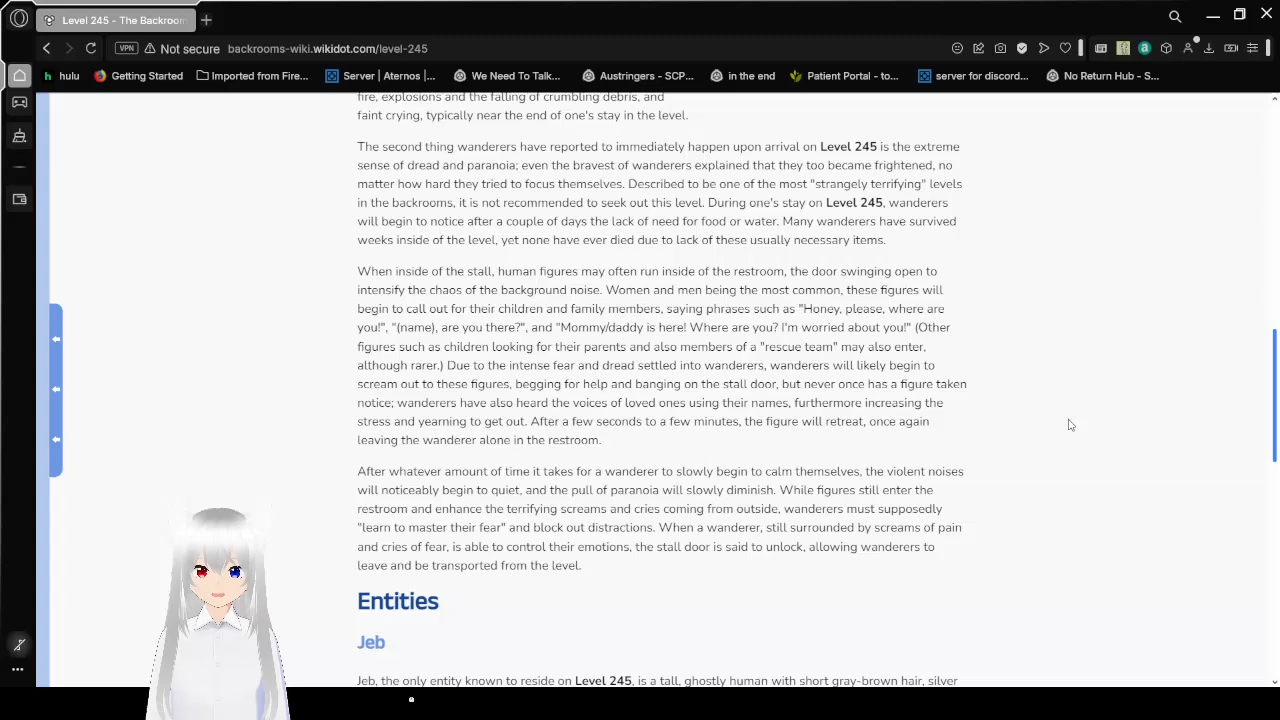 Level 245 - The Backroom
VPN Not secure backrooms-wiki.wikidot.com/level-245
hulu Getting Started Imported from Fire... Server | Aternos |... We Need To Talk... Austringers - SCP... in the end Patient Portal - to... server for discord... No Return Hub - S...
fire, explosions and the falling of crumbling debris, and
faint crying, typically near the end of one's stay in the level.
The second thing wanderers have reported to immediately happen upon arrival on Level 245 is the extreme
sense of dread and paranoia; even the bravest of wanderers explained that they too became frightened, no
matter how hard they tried to focus themselves. Described to be one of the most "strangely terrifying" levels
in the backrooms, it is not recommended to seek out this level. During one's stay on Level 245, wanderers
will begin to notice after a couple of days the lack of need for food or water. Many wanderers have survived
weeks inside of the level, yet none have ever died due to lack of these usually necessary items.
When inside of the stall, human figures may often run inside of the restroom, the door swinging open to
intensify the chaos of the background noise. Women and men being the most common, these figures will
begin to call out for their children and family members, saying phrases such as "Honey, please, where are
you!", "(name), are you there?", and "Mommy/daddy is here! Where are you? I'm worried about you!" (Other
figures such as children looking for their parents and also members of a "rescue team" may also enter,
although rarer.) Due to the intense fear and dread settled into wanderers, wanderers will likely begin to
scream out to these figures, begging for help and banging on the stall door, but never once has a figure taken
notice; wanderers have also heard the voices of loved ones using their names, furthermore increasing the
stress and yearning to get out. After a few seconds to a few minutes, the figure will retreat, once again
leaving the wanderer alone in the restroom.
After whatever amount of time it takes for a wanderer to slowly begin to calm themselves, the violent noises
will noticeably begin to quiet, and the pull of paranoia will slowly diminish. While figures still enter the
restroom and enhance the terrifying screams and cries coming from outside, wanderers must supposedly
"learn to master their fear" and block out distractions. When a wanderer, still surrounded by screams of pain
and cries of fear, is able to control their emotions, the stall door is said to unlock, allowing wanderers to
leave and be transported from the level.
Entities
Jeb
Jeb, the only entity known to reside on Level 245, is a tall, ghostly human with short gray-brown hair, silver